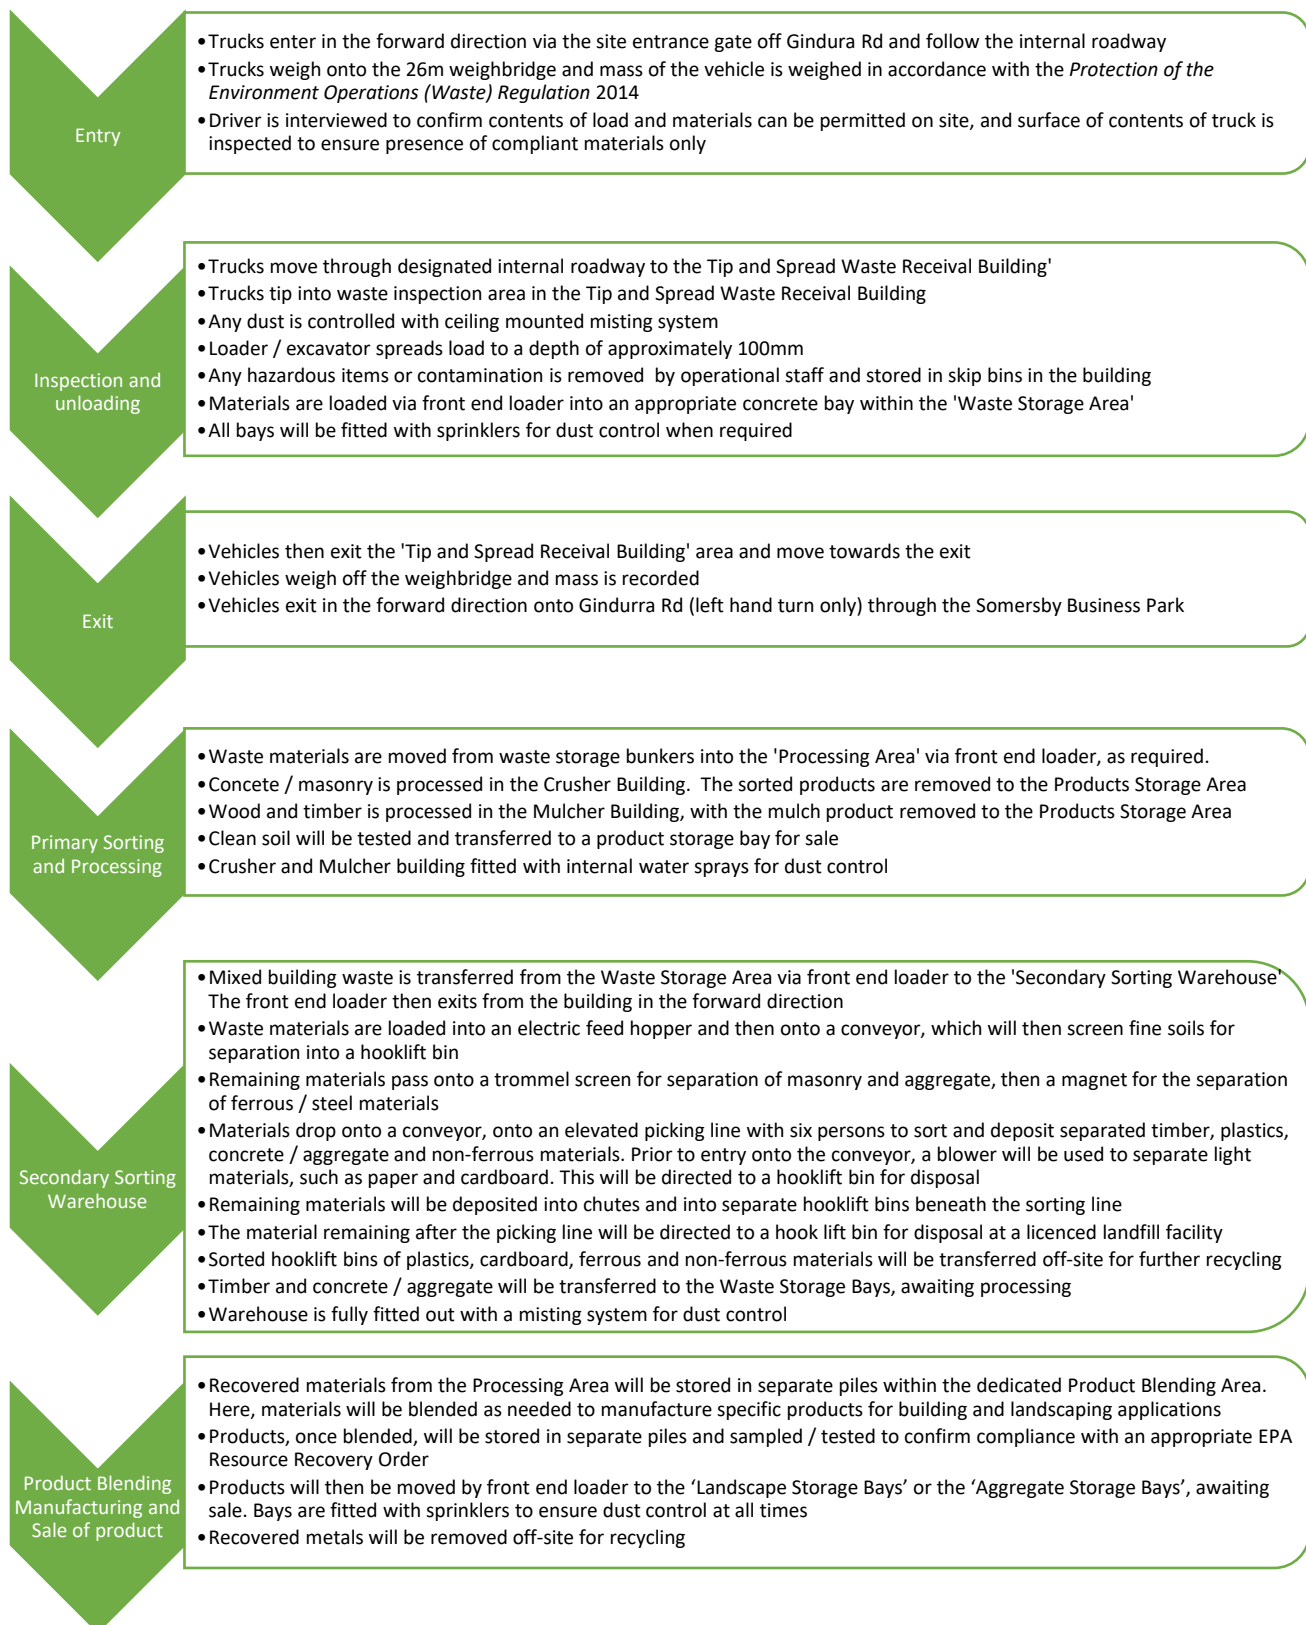 Entry
•Trucks enter in the forward direction via the site entrance gate off Gindura Rd and follow the internal roadway
•Trucks weigh onto the 26m weighbridge and mass of the vehicle is weighed in accordance with the Protection of the
Environment Operations (Waste) Regulation 2014
•Driver is interviewed to confirm contents of load and materials can be permitted on site, and surface of contents of truck is
inspected to ensure presence of compliant materials only
Inspection and
unloading
•Trucks move through designated internal roadway to the Tip and Spread Waste Receival Building'
•Trucks tip into waste inspection area in the Tip and Spread Waste Receival Building
•Any dust is controlled with ceiling mounted misting system
•Loader / excavator spreads load to a depth of approximately 100mm
•Any hazardous items or contamination is removed  by operational staff and stored in skip bins in the building
•Materials are loaded via front end loader into an appropriate concrete bay within the 'Waste Storage Area'
•All bays will be fitted with sprinklers for dust control when required
Exit
•Vehicles then exit the 'Tip and Spread Receival Building' area and move towards the exit
•Vehicles weigh off the weighbridge and mass is recorded
•Vehicles exit in the forward direction onto Gindurra Rd (left hand turn only) through the Somersby Business Park
Primary Sorting
and Processing
•Waste materials are moved from waste storage bunkers into the 'Processing Area' via front end loader, as required.
•Concete / masonry is processed in the Crusher Building.  The sorted products are removed to the Products Storage Area
•Wood and timber is processed in the Mulcher Building, with the mulch product removed to the Products Storage Area
•Clean soil will be tested and transferred to a product storage bay for sale
•Crusher and Mulcher building fitted with internal water sprays for dust control
Secondary Sorting
Warehouse
•Mixed building waste is transferred from the Waste Storage Area via front end loader to the 'Secondary Sorting Warehouse'
The front end loader then exits from the building in the forward direction
•Waste materials are loaded into an electric feed hopper and then onto a conveyor, which will then screen fine soils for
separation into a hooklift bin
•Remaining materials pass onto a trommel screen for separation of masonry and aggregate, then a magnet for the separation
of ferrous / steel materials
•Materials drop onto a conveyor, onto an elevated picking line with six persons to sort and deposit separated timber, plastics,
concrete / aggregate and non-ferrous materials. Prior to entry onto the conveyor, a blower will be used to separate light
materials, such as paper and cardboard. This will be directed to a hooklift bin for disposal
•Remaining materials will be deposited into chutes and into separate hooklift bins beneath the sorting line
•The material remaining after the picking line will be directed to a hook lift bin for disposal at a licenced landfill facility
•Sorted hooklift bins of plastics, cardboard, ferrous and non-ferrous materials will be transferred off-site for further recycling
•Timber and concrete / aggregate will be transferred to the Waste Storage Bays, awaiting processing
•Warehouse is fully fitted out with a misting system for dust control
Product Blending
Manufacturing and
Sale of product
•Recovered materials from the Processing Area will be stored in separate piles within the dedicated Product Blending Area.
Here, materials will be blended as needed to manufacture specific products for building and landscaping applications
•Products, once blended, will be stored in separate piles and sampled / tested to confirm compliance with an appropriate EPA
Resource Recovery Order
•Products will then be moved by front end loader to the ‘Landscape Storage Bays’ or the ‘Aggregate Storage Bays’, awaiting
sale. Bays are fitted with sprinklers to ensure dust control at all times
•Recovered metals will be removed off-site for recycling